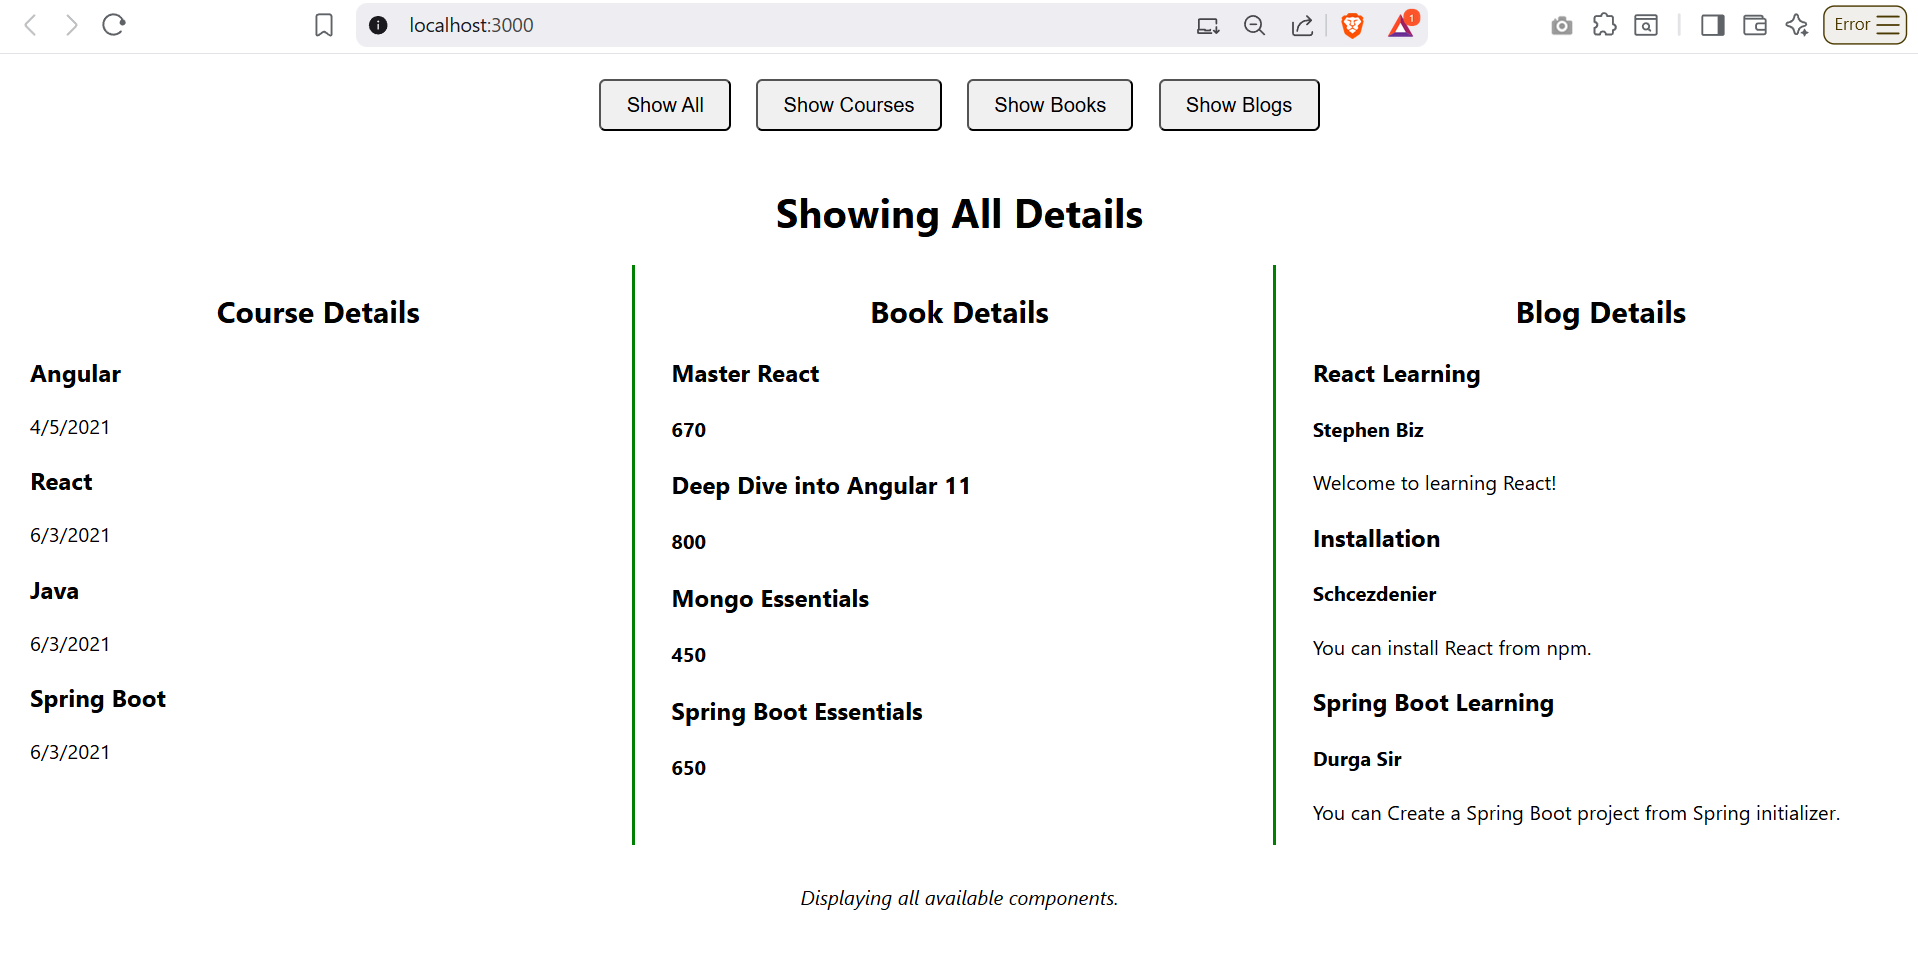 localhost:3000
1
Error
Show All
Show Courses
Show Books
Show Blogs
Showing All Details
Course Details
Angular
4/5/2021
React
6/3/2021
Java
6/3/2021
Spring Boot
6/3/2021
Book Details
Master React
670
Deep Dive into Angular 11
800
Mongo Essentials
450
Spring Boot Essentials
650
Blog Details
React Learning
Stephen Biz
Welcome to learning React!
Installation
Schcezdenier
You can install React from npm.
Spring Boot Learning
Durga Sir
You can Create a Spring Boot project from Spring initializer.
Displaying all available components.